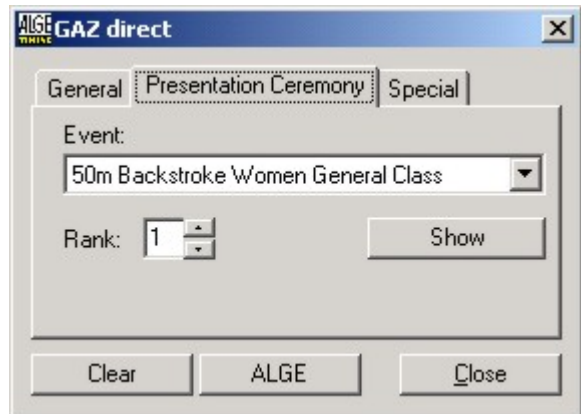 ALGE TIMING GAZ direct
General Presentation Ceremony Special
Event:
50m Backstroke Women General Class
Rank: 1 Show
Clear ALGE Close